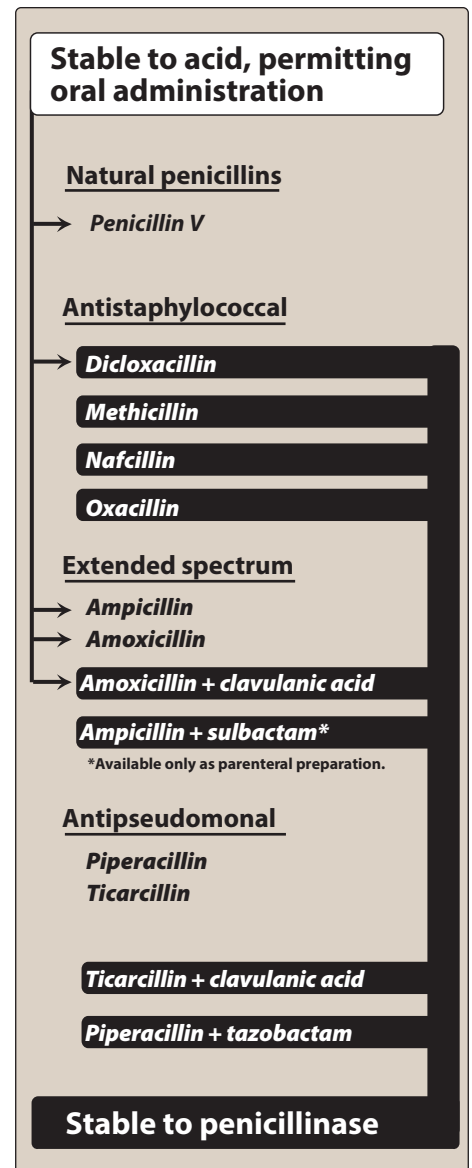 Stable to acid, permitting
oral administration
Natural penicillins
Penicillin V
Antistaphylococcal
Dicloxacillin
Methicillin
Nafcillin
Oxacillin
Extended spectrum
Ampicillin
Amoxicillin
Amoxicillin + clavulanic acid
Ampicillin + sulbactam*
*Available only as parenteral preparation.
Antipseudomonal
Piperacillin
Ticarcillin
Ticarcillin + clavulanic acid
Piperacillin + tazobactam
Stable to penicillinase